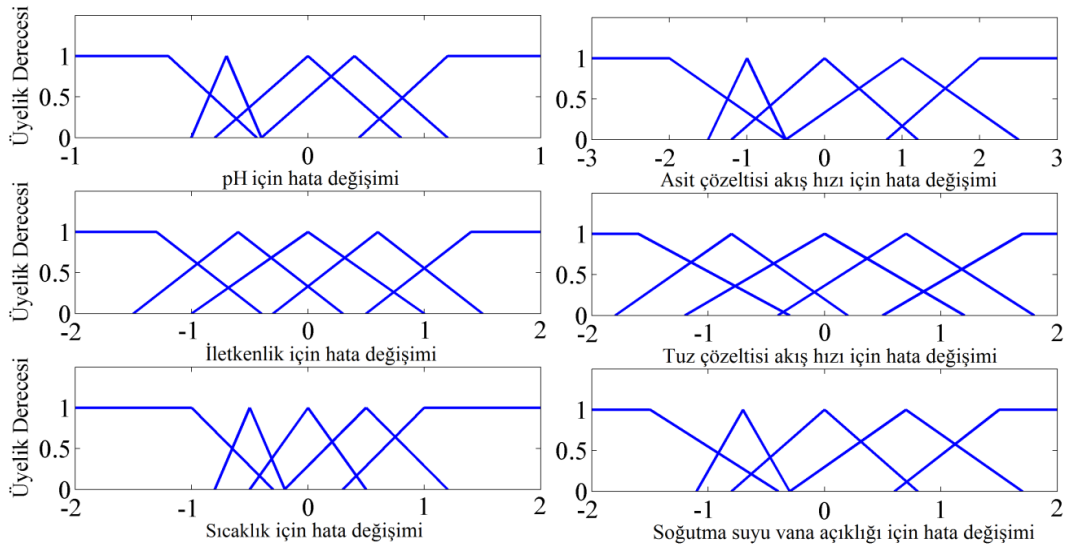 Üyelik Derecesi
1
0.5
0
-1 0 1
pH için hata değişimi
1
0.5
0
-3 -2 -1 0 1 2 3
Asit çözeltisi akış hızı için hata değişimi
Üyelik Derecesi
1
0.5
0
-2 -1 0 1 2
İletkenlik için hata değişimi
1
0.5
0
-2 -1 0 1 2
Tuz çözeltisi akış hızı için hata değişimi
Üyelik Derecesi
1
0.5
0
-2 -1 0 1 2
Sıcaklık için hata değişimi
1
0.5
0
-2 -1 0 1 2
Soğutma suyu vana açıklığı için hata değişimi